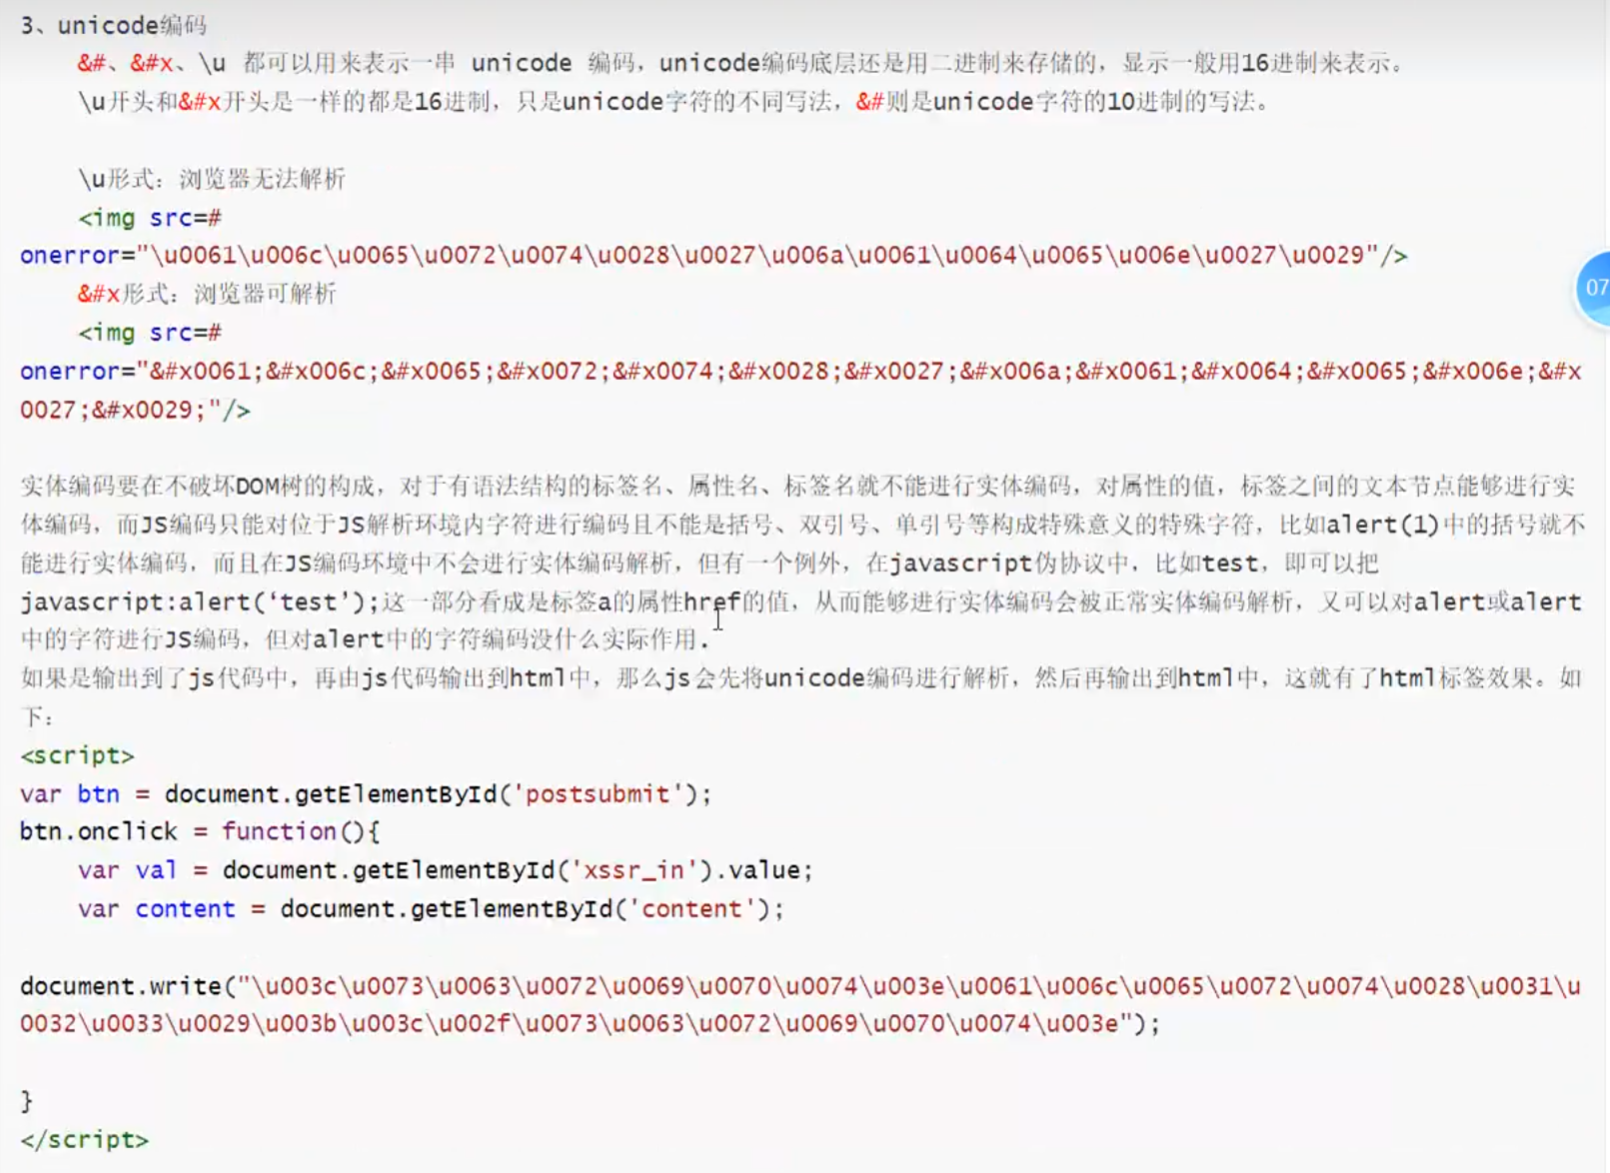 3、unicode编码
&#、&#x、\u 都可以用来表示一串 unicode 编码，unicode编码底层还是用二进制来存储的，显示一般用16进制来表示。
\u开头和&#x开头是一样的都是16进制，只是unicode字符的不同写法，&#则是unicode字符的10进制的写法。
\u形式：浏览器无法解析
<img src=#
onerror="\u0061\u006c\u0065\u0072\u0074\u0028\u0027\u006a\u0061\u0064\u0065\u006e\u0027\u0029"/>
&#x形式：浏览器可解析
<img src=#
onerror="&#x0061;&#x006c;&#x0065;&#x0072;&#x0074;&#x0028;&#x0027;&#x006a;&#x0061;&#x0064;&#x0065;&#x006e;&#x
0027;&#x0029;"/>
实体编码要在不破坏DOM树的构成，对于有语法结构的标签名、属性名、标签名就不能进行实体编码，对属性的值，标签之间的文本节点能够进行实
体编码，而JS编码只能对位于JS解析环境内字符进行编码且不能是括号、双引号、单引号等构成特殊意义的特殊字符，比如alert(1)中的括号就不
能进行实体编码，而且在JS编码环境中不会进行实体编码解析，但有一个例外，在javascript伪协议中，比如test，即可以把
javascript:alert(‘test’);这一部分看成是标签a的属性href的值，从而能够进行实体编码会被正常实体编码解析，又可以对alert或alert
中的字符进行JS编码，但对alert中的字符编码没什么实际作用.
如果是输出到了js代码中，再由js代码输出到html中，那么js会先将unicode编码进行解析，然后再输出到html中，这就有了html标签效果。如
下：
<script>
var btn = document.getElementById('postsubmit');
btn.onclick = function(){
var val = document.getElementById('xssr_in').value;
var content = document.getElementById('content');
document.write("\u003c\u0073\u0063\u0072\u0069\u0070\u0074\u003e\u0061\u006c\u0065\u0072\u0074\u0028\u0031\u
0032\u0033\u0029\u003b\u003c\u002f\u0073\u0063\u0072\u0069\u0070\u0074\u003e");
}
</script>
07